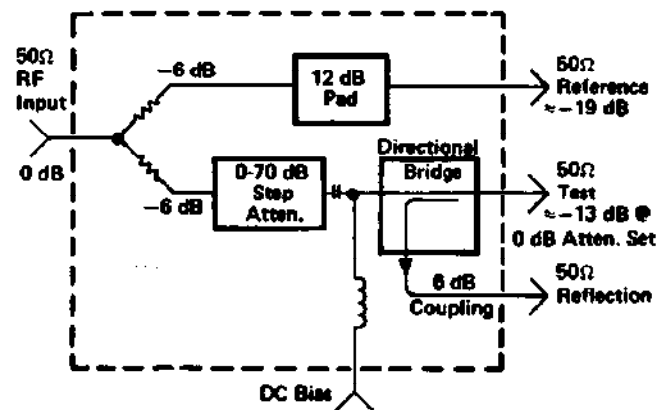 50Ω
RF
Input
0 dB
-6 dB
12 dB
Pad
50Ω
Reference
≈-19 dB
-6 dB
0-70 dB
Step
Atten.
Directional
Bridge
50Ω
Test
≈-13 dB @
0 dB Atten. Set
6 dB
Coupling
50Ω
Reflection
DC Bias